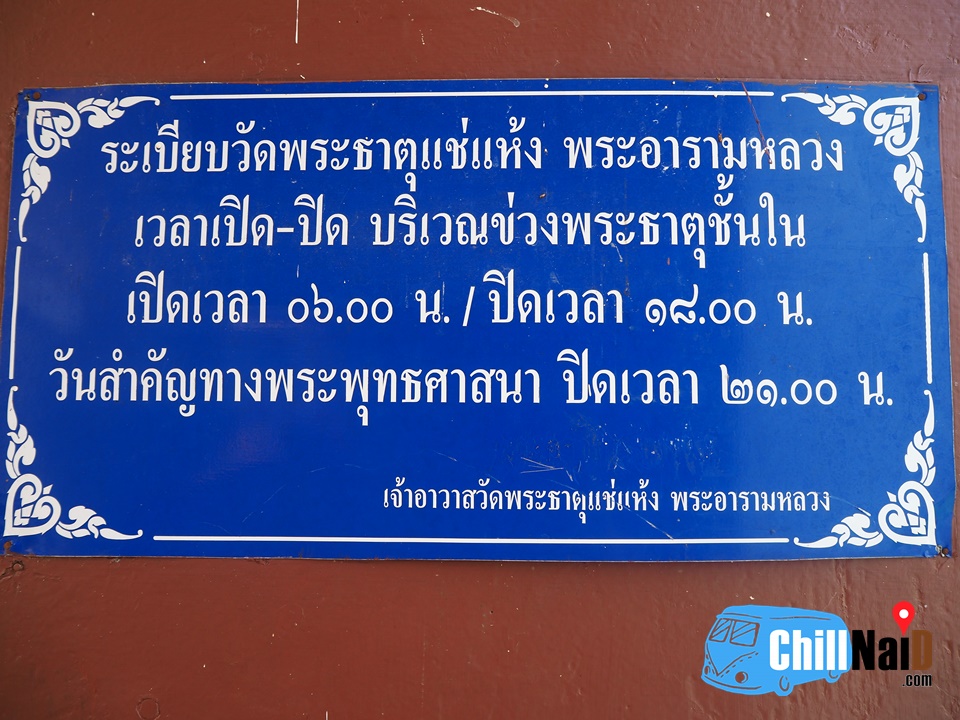 ระเบียบวัดพระธาตุแช่แห้ง พระอารามหลวง
เวลาเปิด-ปิด บริเวณข่วงพระธาตุชั้นใน
เปิดเวลา ๐๖.๐๐ น. / ปิดเวลา ๑๘.๐๐ น.
วันสำคัญทางพระพุทธศาสนา ปิดเวลา ๒๑.๐๐ น.
เจ้าอาวาสวัดพระธาตุแช่แห้ง พระอารามหลวง
ChillNaiD
.com